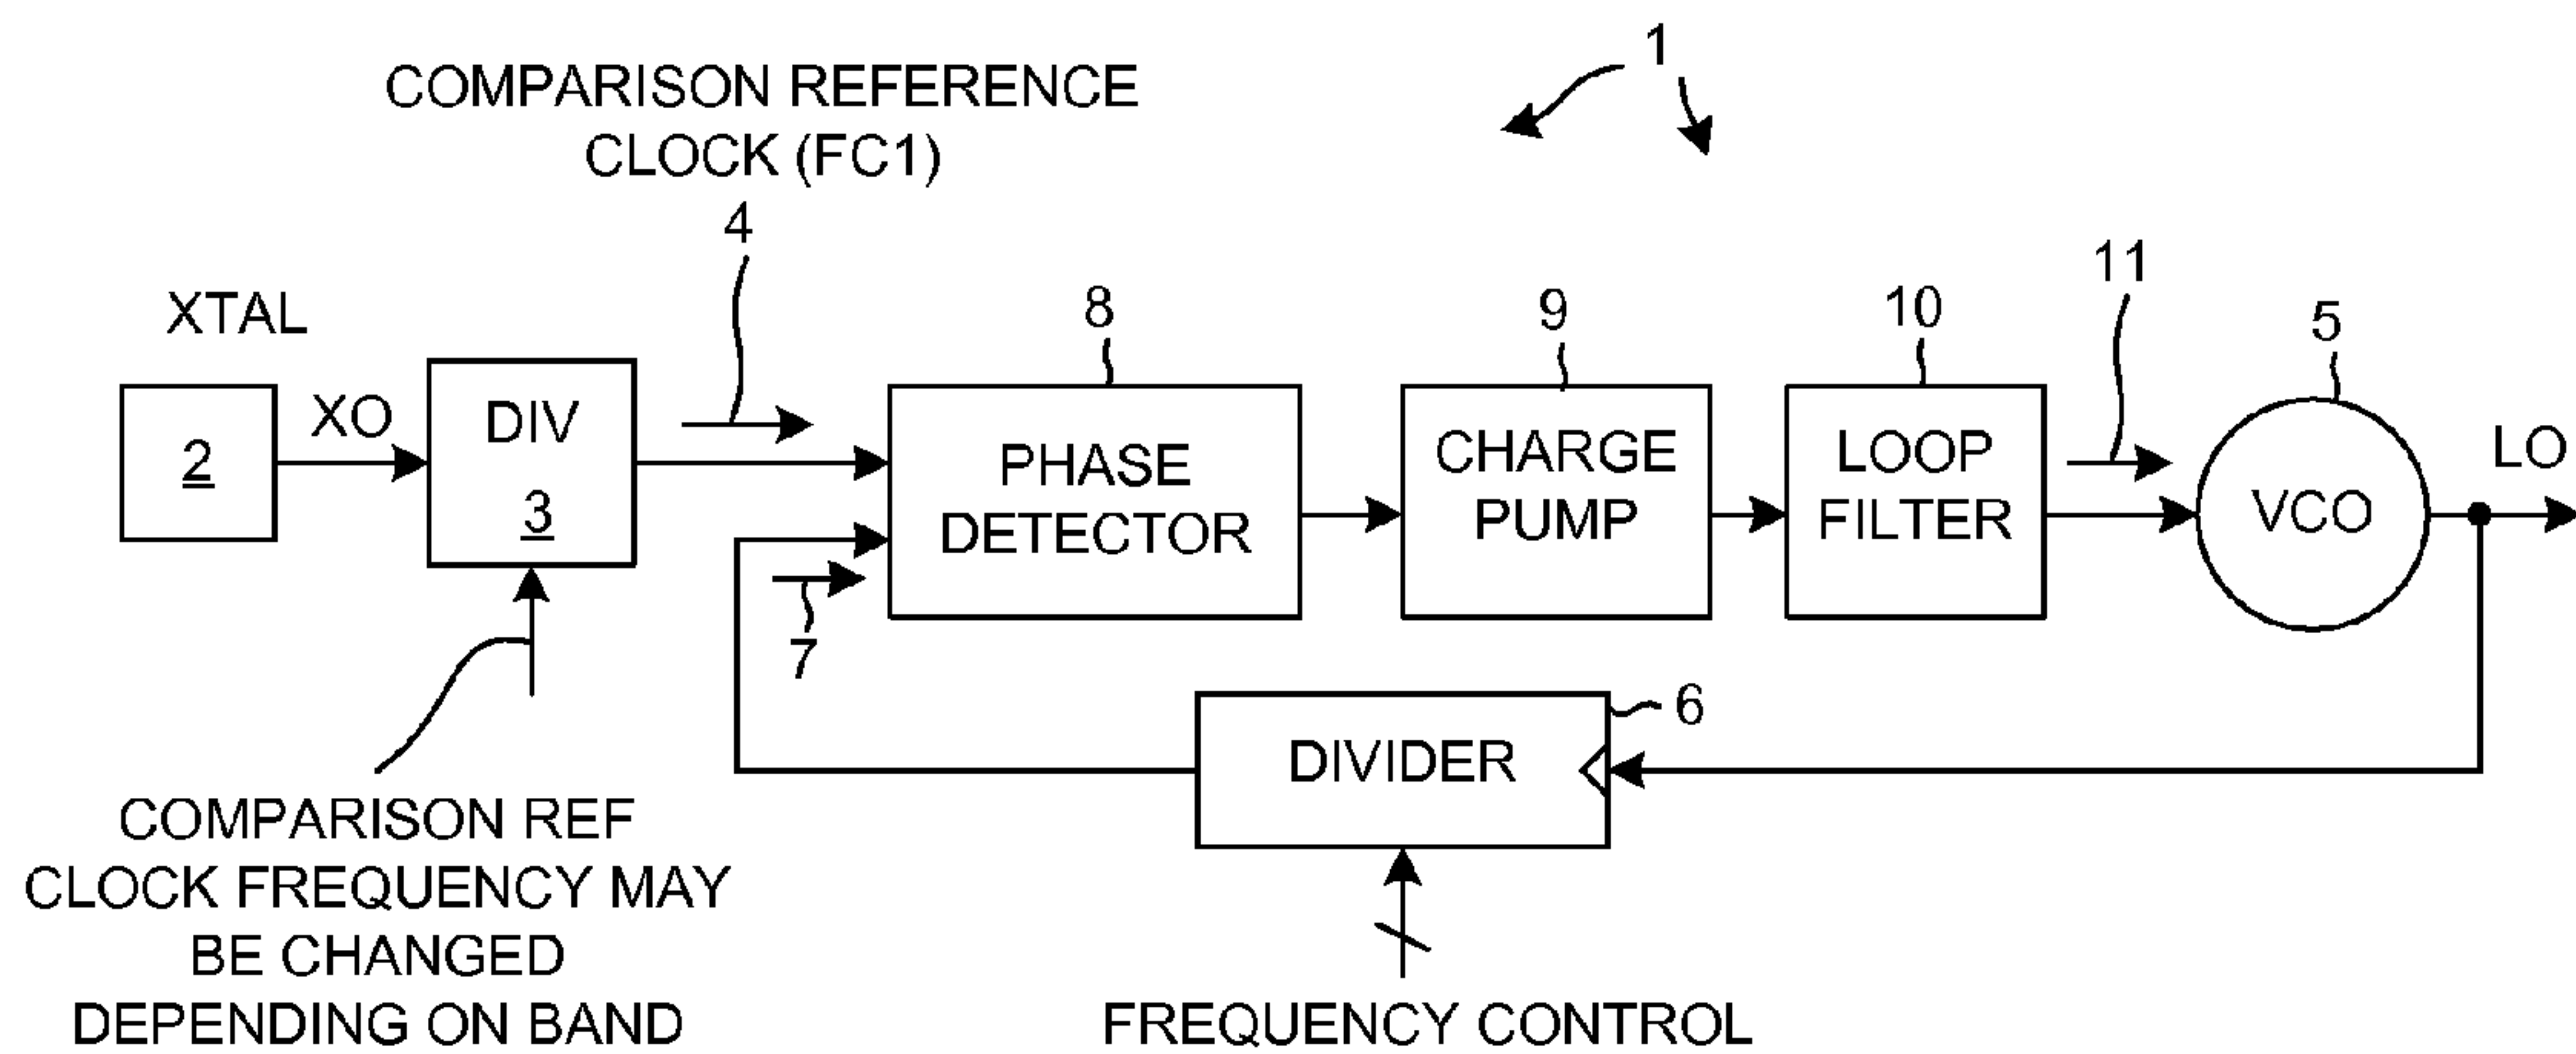 1
COMPARISON REFERENCE
CLOCK (FC1)
4
XTAL
8
9
10
11
5
2
XO
DIV
3
PHASE
DETECTOR
CHARGE
PUMP
LOOP
FILTER
VCO
LO
7
6
DIVIDER
COMPARISON REF
CLOCK FREQUENCY MAY
BE CHANGED
DEPENDING ON BAND
FREQUENCY CONTROL